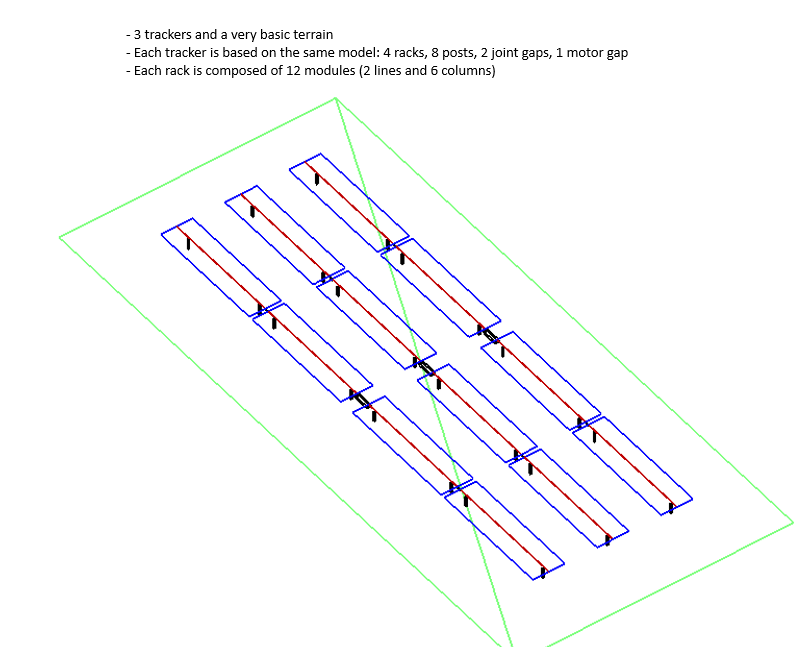 - 3 trackers and a very basic terrain
- Each tracker is based on the same model: 4 racks, 8 posts, 2 joint gaps, 1 motor gap
- Each rack is composed of 12 modules (2 lines and 6 columns)